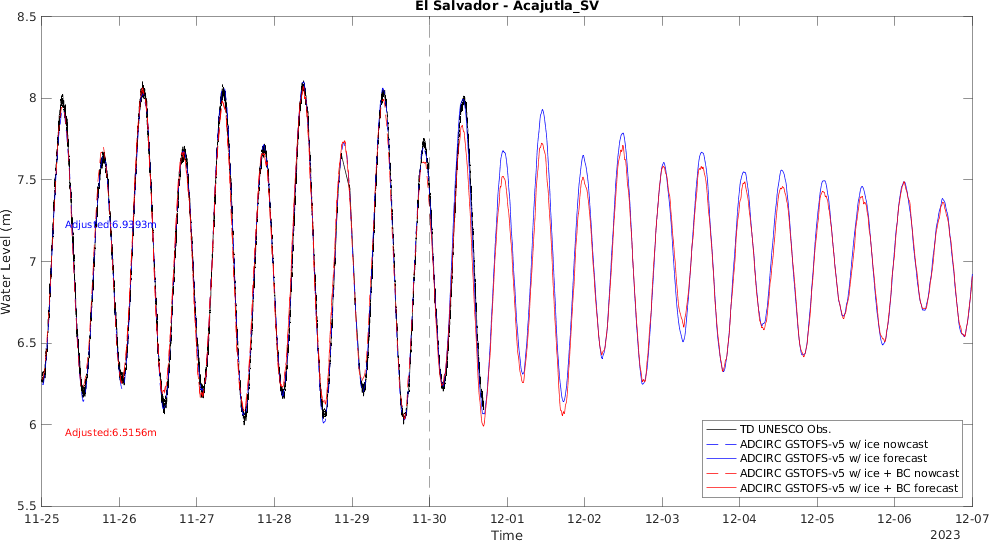 El Salvador - Acajutla_SV
8.5
8
7.5
7
6.5
6
5.5
Water Level (m)
Adjusted:6.9393m
Adjusted:6.5156m
TD UNESCO Obs.
ADCIRC GSTOFS-v5 w/ ice nowcast
ADCIRC GSTOFS-v5 w/ ice forecast
ADCIRC GSTOFS-v5 w/ ice + BC nowcast
ADCIRC GSTOFS-v5 w/ ice + BC forecast
11-25 11-26 11-27 11-28 11-29 11-30 12-01 12-02 12-03 12-04 12-05 12-06 12-07
Time
2023